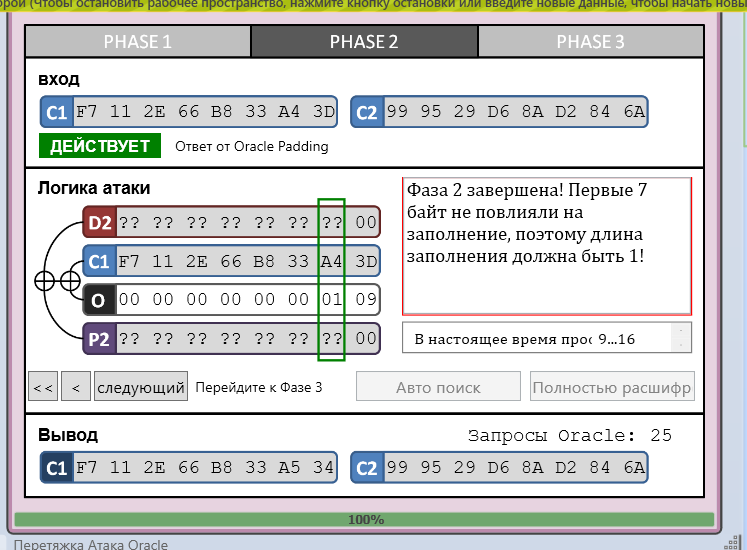 орой (Чтобы остановить рабочее пространство, нажмите кнопку остановки или введите новые данные, чтобы начать новы
PHASE 1 PHASE 2 PHASE 3
вход
C1 F7 11 2E 66 B8 33 A4 3D C2 99 95 29 D6 8A D2 84 6A
ДЕЙСТВУЕТ Ответ от Oracle Padding
Логика атаки
D2 ?? ?? ?? ?? ?? ?? ?? 00
C1 F7 11 2E 66 B8 33 A4 3D
O 00 00 00 00 00 00 01 09
P2 ?? ?? ?? ?? ?? ?? ?? 00
Фаза 2 завершена! Первые 7
байт не повлияли на
заполнение, поэтому длина
заполнения должна быть 1!
В настоящее время прос 9...16
<< < следующий Перейдите к Фазе 3 Авто поиск Полностью расшифр
Вывод Запросы Oracle: 25
C1 F7 11 2E 66 B8 33 A5 34 C2 99 95 29 D6 8A D2 84 6A
100%
Перетяжка Атака Oracle